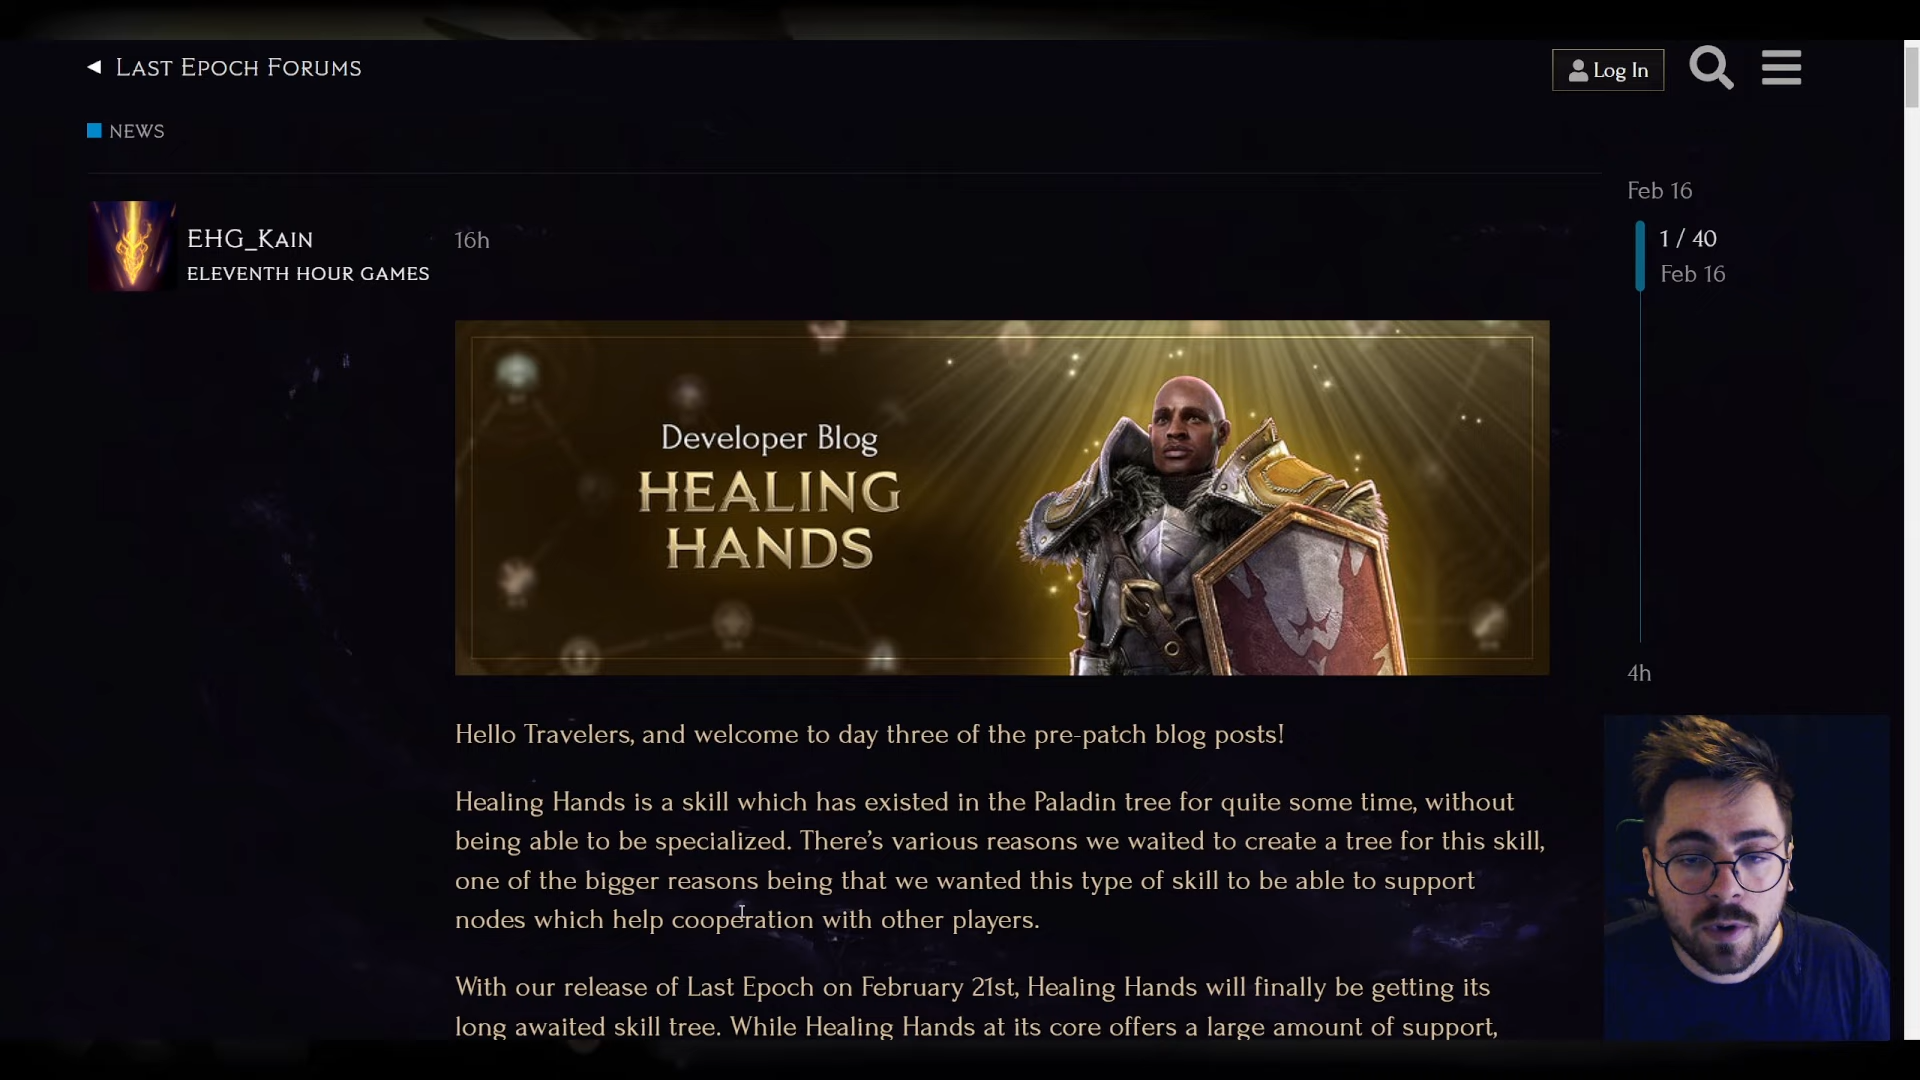 LAST EPOCH FORUMS
Log In
NEWS
Feb 16
EHG_KAIN
16h
1 / 40
ELEVENTH HOUR GAMES
Feb 16
Developer Blog
HEALING
HANDS
4h
Hello Travelers, and welcome to day three of the pre-patch blog posts!
Healing Hands is a skill which has existed in the Paladin tree for quite some time, without
being able to be specialized. There’s various reasons we waited to create a tree for this skill,
one of the bigger reasons being that we wanted this type of skill to be able to support
nodes which help cooperation with other players.
With our release of Last Epoch on February 21st, Healing Hands will finally be getting its
long awaited skill tree. While Healing Hands at its core offers a large amount of support,